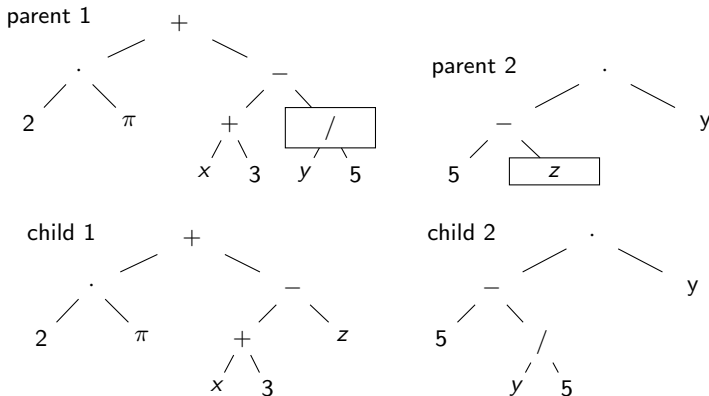 parent 1
+
·
−
2
π
+
/
x
3
y
5
parent 2
·
−
y
5
z
child 1
+
·
−
2
π
+
z
x
3
child 2
·
−
y
5
/
y
5